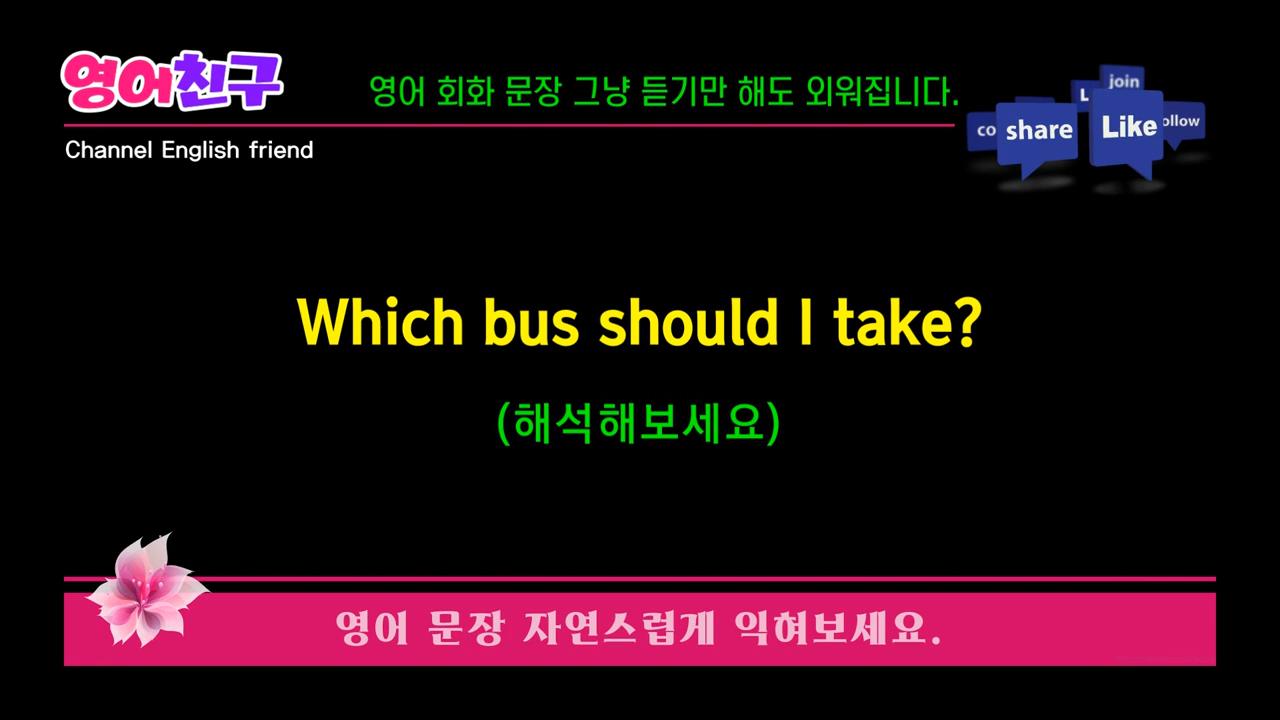 영어친구
영어 회화 문장 그냥 듣기만 해도 외워집니다.
Channel English friend
join
L
co
share
Like
ollow
Which bus should I take?
(해석해보세요)
영어 문장 자연스럽게 익혀보세요.